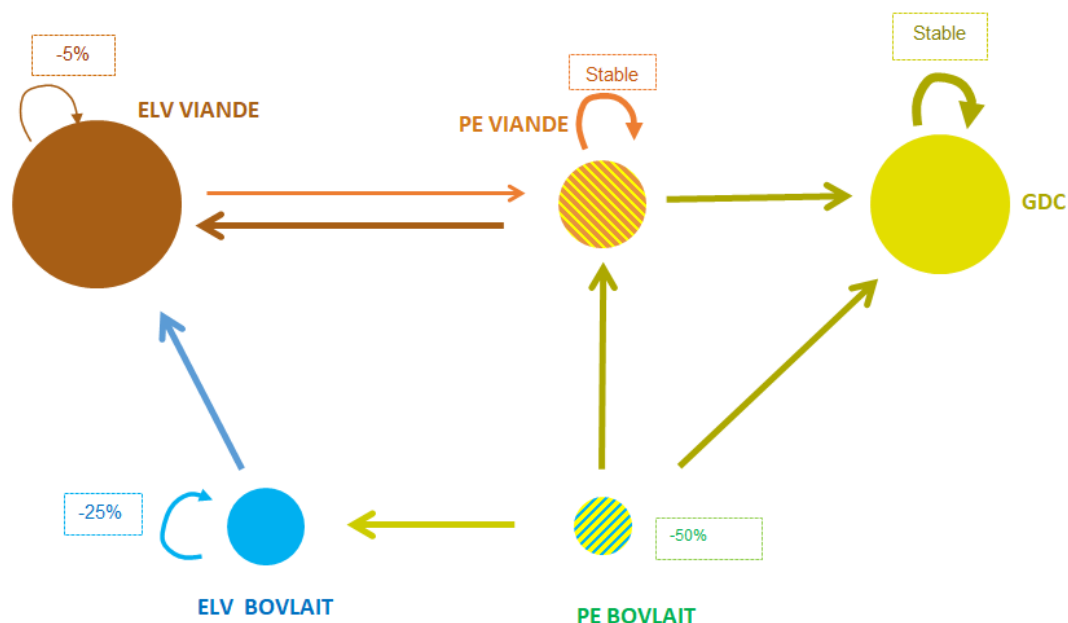 -5%
ELV VIANDE
Stable
PE VIANDE
Stable
GDC
-25%
ELV BOVLAIT
-50%
PE BOVLAIT